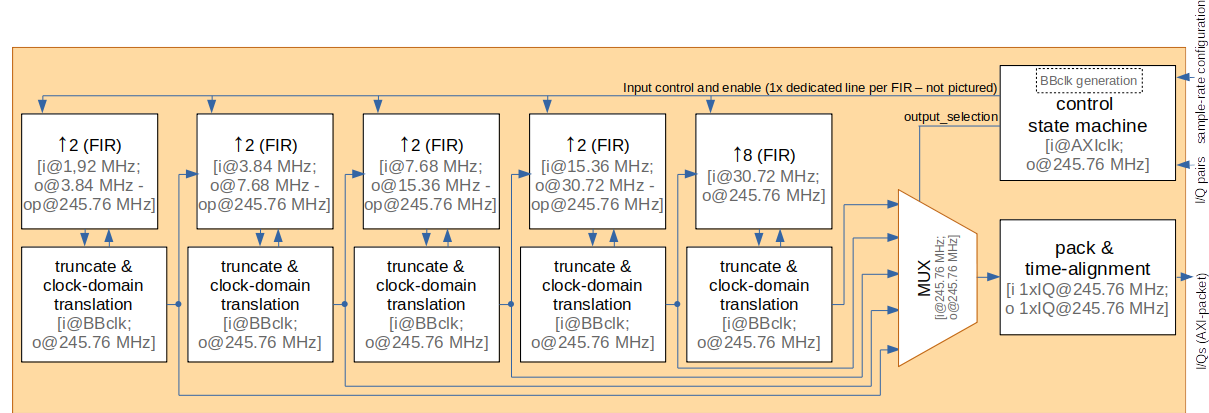 Input control and enable (1x dedicated line per FIR – not pictured)
output_selection
BBclk generation
control
state machine
[i@AXIclk;
o@245.76 MHz]
sample-rate configuration
I/Q pairs
↑2 (FIR)
[i@1,92 MHz;
o@3.84 MHz -
op@245.76 MHz]
↑2 (FIR)
[i@3.84 MHz;
o@7.68 MHz -
op@245.76 MHz]
↑2 (FIR)
[i@7.68 MHz;
o@15.36 MHz -
op@245.76 MHz]
↑2 (FIR)
[i@15.36 MHz;
o@30.72 MHz -
op@245.76 MHz]
↑8 (FIR)
[i@30.72 MHz;
o@245.76 MHz]
truncate &
clock-domain
translation
[i@BBclk;
o@245.76 MHz]
truncate &
clock-domain
translation
[i@BBclk;
o@245.76 MHz]
truncate &
clock-domain
translation
[i@BBclk;
o@245.76 MHz]
truncate &
clock-domain
translation
[i@BBclk;
o@245.76 MHz]
truncate &
clock-domain
translation
[i@BBclk;
o@245.76 MHz]
MUX
[i@245.76 MHz;
o@245.76 MHz]
pack &
time-alignment
[i 1xIQ@245.76 MHz;
o 1xIQ@245.76 MHz]
I/Qs (AXI-packet)